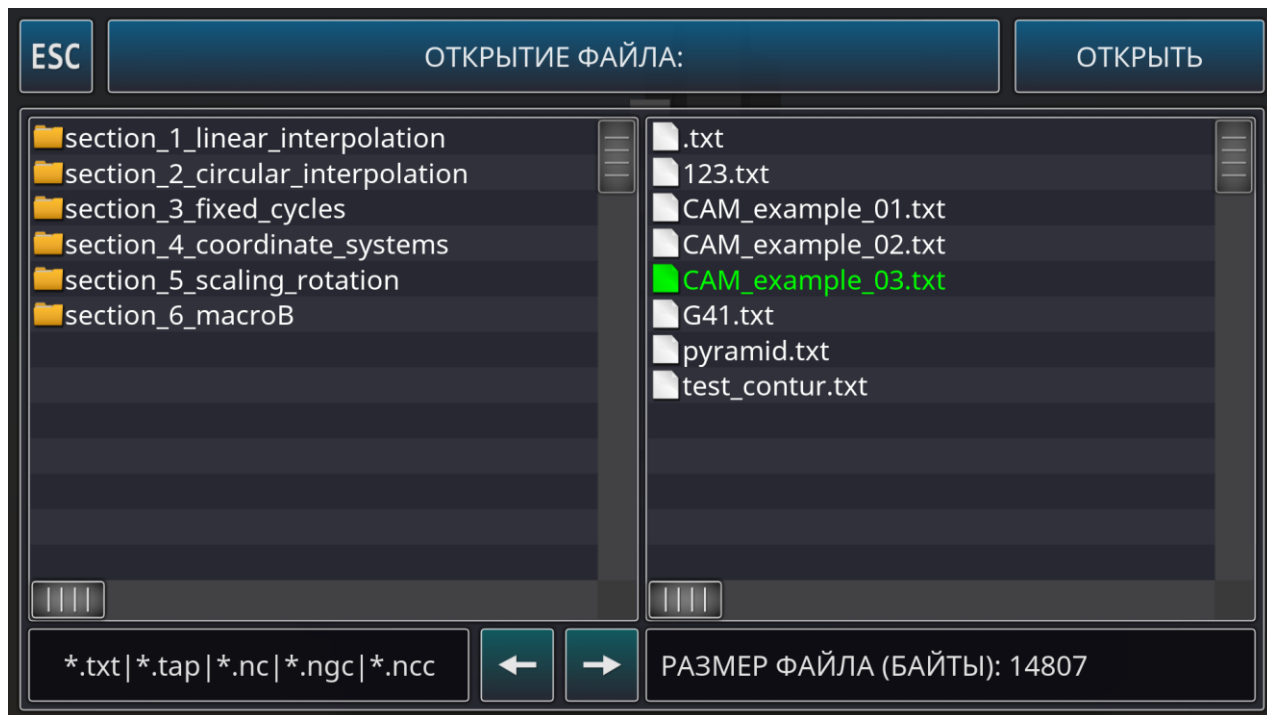 ESC
ОТКРЫТИЕ ФАЙЛА:
ОТКРЫТЬ
section_1_linear_interpolation
section_2_circular_interpolation
section_3_fixed_cycles
section_4_coordinate_systems
section_5_scaling_rotation
section_6_macroB
.txt
123.txt
CAM_example_01.txt
CAM_example_02.txt
CAM_example_03.txt
G41.txt
pyramid.txt
test_contur.txt
*.txt|*.tap|*.nc|*.ngc|*.ncc
РАЗМЕР ФАЙЛА (БАЙТЫ): 14807